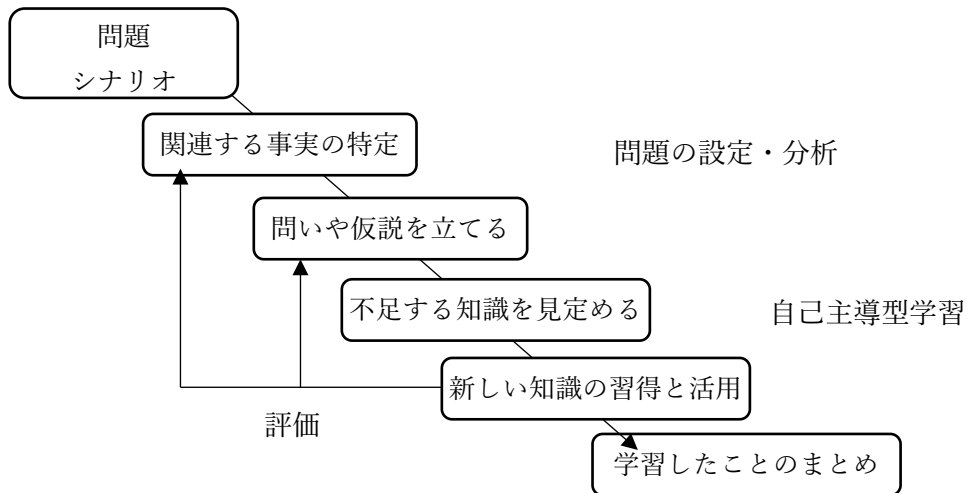 問題
シナリオ
関連する事実の特定
問題の設定・分析
問いや仮説を立てる
不足する知識を見定める
自己主導型学習
新しい知識の習得と活用
評価
学習したことのまとめ